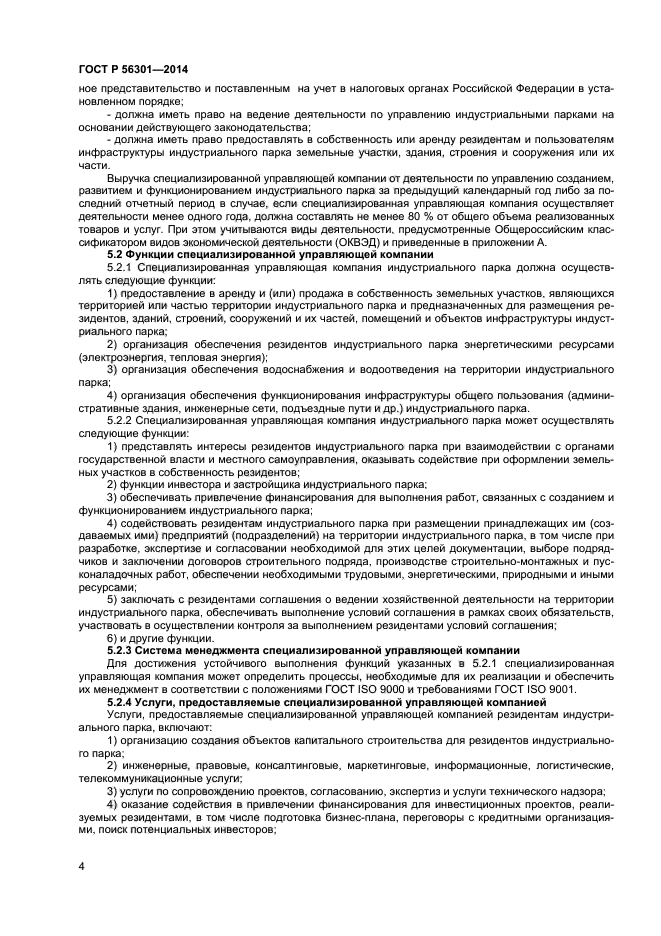 ГОСТ Р 56301—2014
ное представительство и поставленным на учет в налоговых органах Российской Федерации в уста-
новленном порядке;
- должна иметь право на ведение деятельности по управлению индустриальными парками на
основании действующего законодательства;
- должна иметь право предоставлять в собственность или аренду резидентам и пользователям
инфраструктуры индустриального парка земельные участки, здания, строения и сооружения или их
части.
Выручка специализированной управляющей компании от деятельности по управлению созданием,
развитием и функционированием индустриального парка за предыдущий календарный год либо за по-
следний отчетный период в случае, если специализированная управляющая компания осуществляет
деятельности менее одного года, должна составлять не менее 80 % от общего объема реализованных
товаров и услуг. При этом учитываются виды деятельности, предусмотренные Общероссийским клас-
сификатором видов экономической деятельности (ОКВЭД) и приведенные в приложении А.
5.2 Функции специализированной управляющей компании
5.2.1 Специализированная управляющая компания индустриального парка должна осуществ-
лять следующие функции:
1) предоставление в аренду и (или) продажа в собственность земельных участков, являющихся
территорией или частью территории индустриального парка и предназначенных для размещения ре-
зидентов, зданий, строений, сооружений и их частей, помещений и объектов инфраструктуры индуст-
риального парка;
2) организация обеспечения резидентов индустриального парка энергетическими ресурсами
(электроэнергия, тепловая энергия);
3) организация обеспечения водоснабжения и водоотведения на территории индустриального
парка;
4) организация обеспечения функционирования инфраструктуры общего пользования (админи-
стративные здания, инженерные сети, подъездные пути и др.) индустриального парка.
5.2.2 Специализированная управляющая компания индустриального парка может осуществлять
следующие функции:
1) представлять интересы резидентов индустриального парка при взаимодействии с органами
государственной власти и местного самоуправления, оказывать содействие при оформлении земель-
ных участков в собственность резидентов;
2) функции инвестора и застройщика индустриального парка;
3) обеспечивать привлечение финансирования для выполнения работ, связанных с созданием и
функционированием индустриального парка;
4) содействовать резидентам индустриального парка при размещении принадлежащих им (соз-
даваемых ими) предприятий (подразделений) на территории индустриального парка, в том числе при
разработке, экспертизе и согласовании необходимой для этих целей документации, выборе подряд-
чиков и заключении договоров строительного подряда, производстве строительно-монтажных и пус-
коналадочных работ, обеспечении необходимыми трудовыми, энергетическими, природными и иными
ресурсами;
5) заключать с резидентами соглашения о ведении хозяйственной деятельности на территории
индустриального парка, обеспечивать выполнение условий соглашения в рамках своих обязательств,
участвовать в осуществлении контроля за выполнением резидентами условий соглашения;
6) и другие функции.
5.2.3 Система менеджмента специализированной управляющей компании
Для достижения устойчивого выполнения функций указанных в 5.2.1 специализированная
управляющая компания может определить процессы, необходимые для их реализации и обеспечить
их менеджмент в соответствии с положениями ГОСТ ISO 9000 и требованиями ГОСТ ISO 9001.
5.2.4 Услуги, предоставляемые специализированной управляющей компанией
Услуги, предоставляемые специализированной управляющей компанией резидентам индустри-
ального парка, включают:
1) организацию создания объектов капитального строительства для резидентов индустриально-
го парка;
2) инженерные, правовые, консалтинговые, маркетинговые, информационные, логистические,
телекоммуникационные услуги;
3) услуги по сопровождению проектов, согласованию, экспертиз и услуги технического надзора;
4) оказание содействия в привлечении финансирования для инвестиционных проектов, реали-
зуемых резидентами, в том числе подготовка бизнес-плана, переговоры с кредитными организация-
ми, поиск потенциальных инвесторов;
4